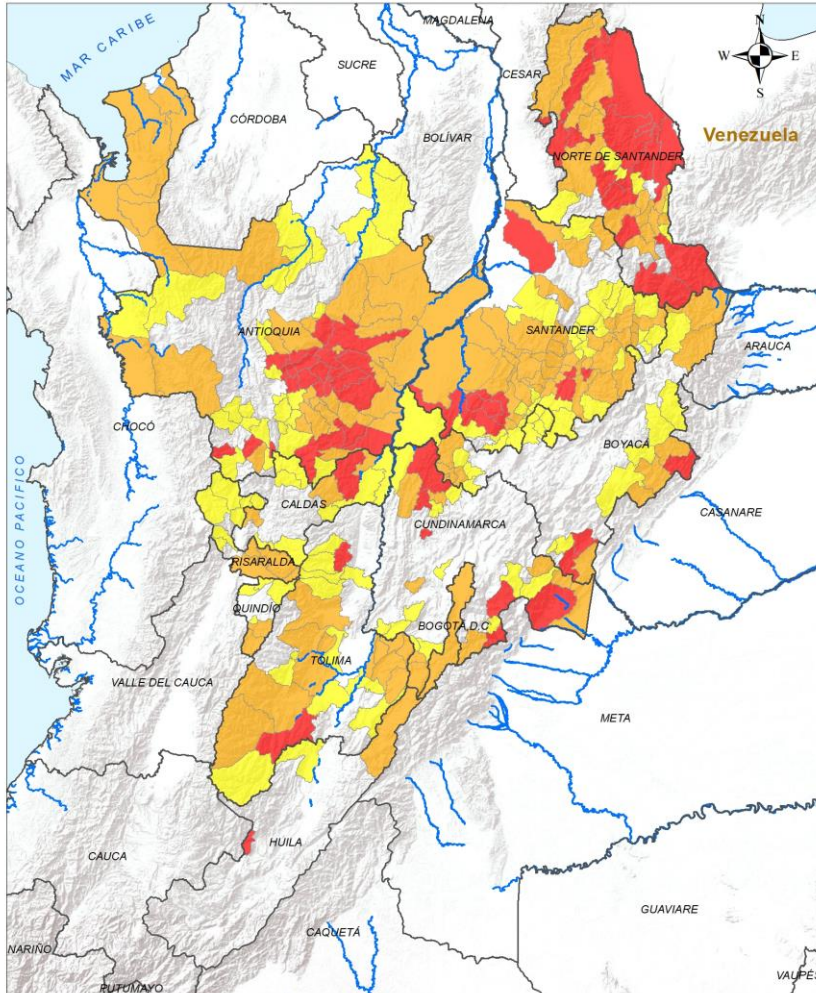 MAGDALENA
MAR CARIBE
N
W E
S
SUCRE
CESAR
CÓRDOBA
BOLÍVAR
Venezuela
NORTE DE SANTANDER
ANTIOQUIA
SANTANDER
ARAUCA
CHOCÓ
BOYACÁ
OCEANO PACIFICO
CALDAS
CASANARE
CUNDINAMARCA
RISARALDA
QUINDÍO
BOGOTÁ, D.C
TOLIMA
VALLE DEL CAUCA
META
HUILA
CAUCA
GUAVIARE
CAQUETÁ
NARIÑO
PUTUMAYO
VAUPÉS